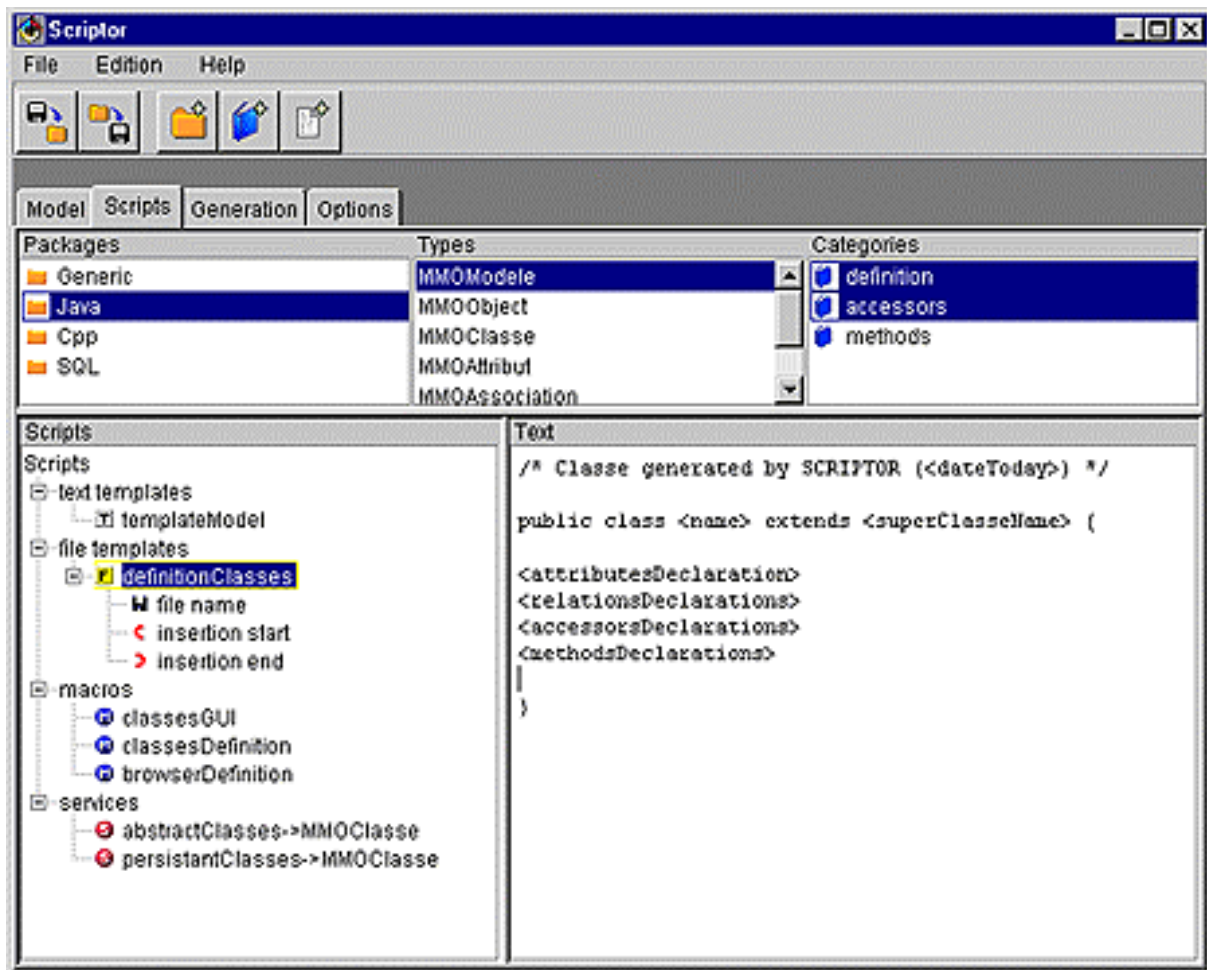 Scriptor
File Edition Help
Model Scripts Generation Options
Packages Types Categories
Generic MMOModele definition
Java MMOObject accessors
Cpp MMOClasse methods
SQL MMOAttribut
MMOAssociation
Scripts Text
Scripts
text templates
templateModel
file templates
definitionClasses
file name
insertion start
insertion end
macros
classesGUI
classesDefinition
browserDefinition
services
abstractClasses->MMOClasse
persistantClasses->MMOClasse
/* Classe generated by SCRIPTOR (<dateToday>) */
public class <name> extends <superClasseName> {
<attributesDeclaration>
<relationsDeclarations>
<accessorsDeclarations>
<methodsDeclarations>
}